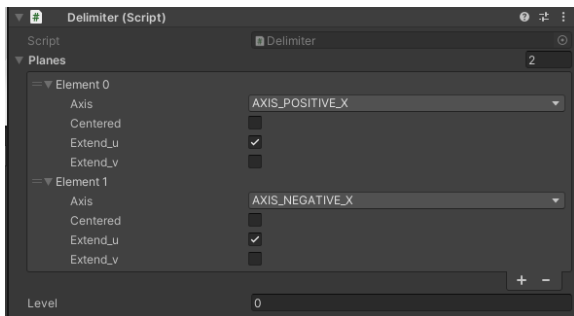 Delimiter (Script)
Script Delimiter
Planes 2
Element 0
Axis AXIS_POSITIVE_X
Centered
Extend_u
Extend_v
Element 1
Axis AXIS_NEGATIVE_X
Centered
Extend_u
Extend_v
+ -
Level 0